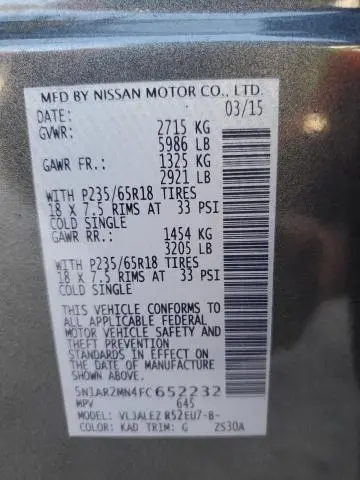 MFD BY NISSAN MOTOR CO., LTD.
DATE: 03/15
GVWR: 2715 KG
5986 LB
GAWR FR.: 1325 KG
2921 LB
WITH P235/65R18 TIRES
18 X 7.5 RIMS AT 33 PSI
COLD SINGLE
GAWR RR.: 1454 KG
3205 LB
WITH P235/65R18 TIRES
18 X 7.5 RIMS AT 33 PSI
COLD SINGLE
THIS VEHICLE CONFORMS TO
ALL APPLICABLE FEDERAL
MOTOR VEHICLE SAFETY AND
THEFT PREVENTION
STANDARDS IN EFFECT ON
THE DATE OF MANUFACTURE
SHOWN ABOVE.
5N1AR2MN4FC652232
MPV 645
MODEL: VLJALEZ R52EU7-B-
COLOR: KAD TRIM: G ZS30A